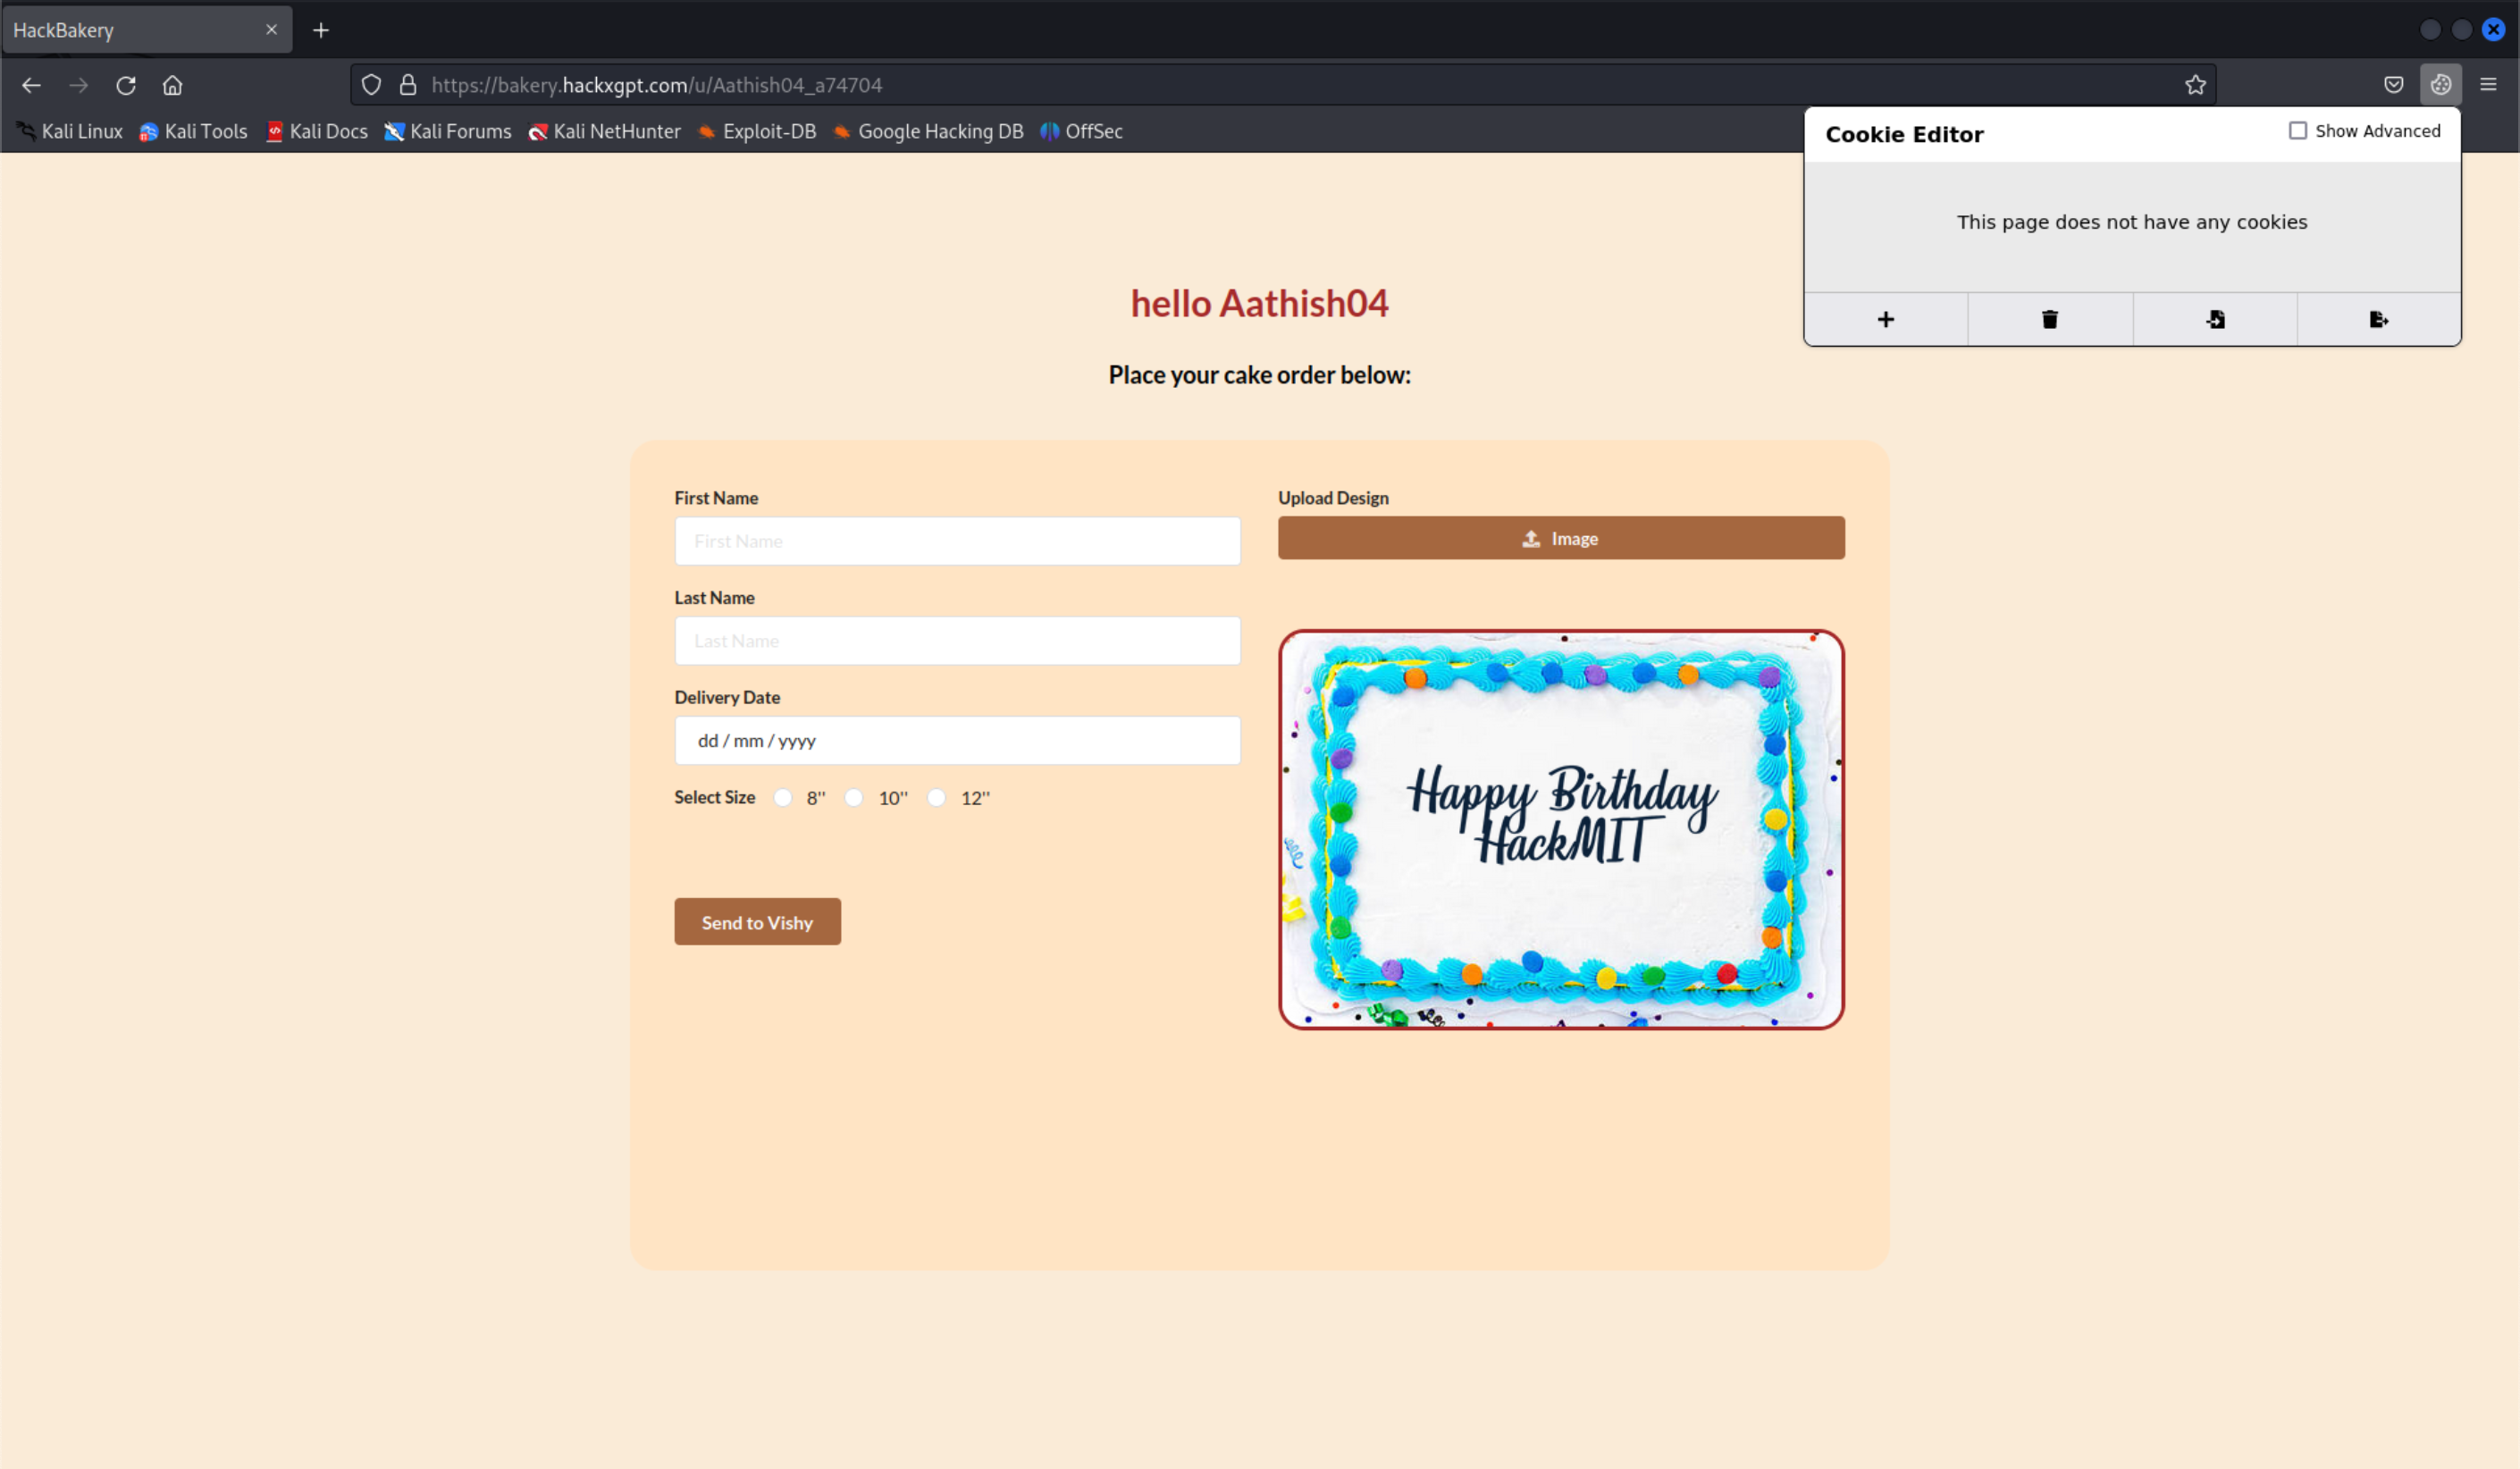 HackBakery
https://bakery.hackxgpt.com/u/Aathish04_a74704
Kali Linux Kali Tools Kali Docs Kali Forums Kali NetHunter Exploit-DB Google Hacking DB OffSec
Cookie Editor Show Advanced
This page does not have any cookies
hello Aathish04
Place your cake order below:
First Name
First Name
Last Name
Last Name
Delivery Date
dd / mm / yyyy
Select Size 8'' 10'' 12''
Send to Vishy
Upload Design
Image
Happy Birthday
HackMIT